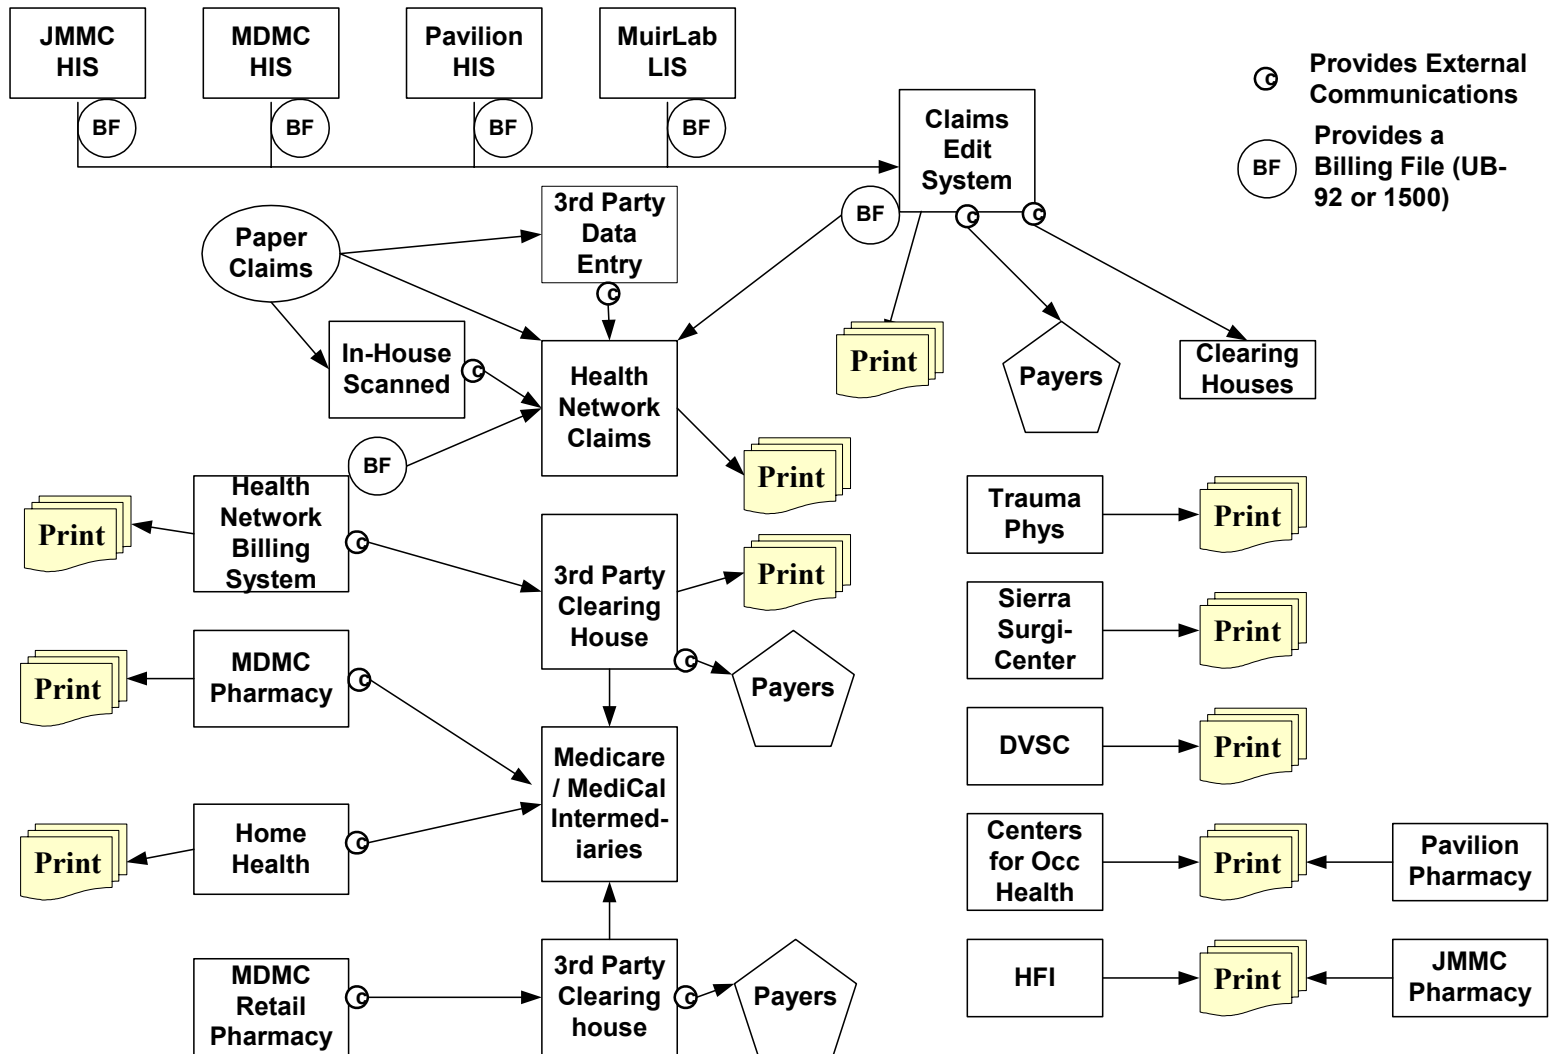 JMMC
HIS
MDMC
HIS
Pavilion
HIS
MuirLab
LIS
BF
BF
BF
BF
c
Provides External
Communications
BF
Provides a
Billing File (UB-
92 or 1500)
Claims
Edit
System
BF
c
c
Paper
Claims
3rd Party
Data
Entry
c
In-House
Scanned
c
Health
Network
Claims
Print
Payers
Clearing
Houses
BF
Print
Print
Health
Network
Billing
System
c
3rd Party
Clearing
House
Print
c
Payers
Print
MDMC
Pharmacy
c
Medicare
/ MediCal
Intermed-
iaries
Print
Home
Health
c
MDMC
Retail
Pharmacy
c
3rd Party
Clearing
house
c
Payers
Trauma
Phys
Print
Sierra
Surgi-
Center
Print
DVSC
Print
Centers
for Occ
Health
Print
Pavilion
Pharmacy
HFI
Print
JMMC
Pharmacy